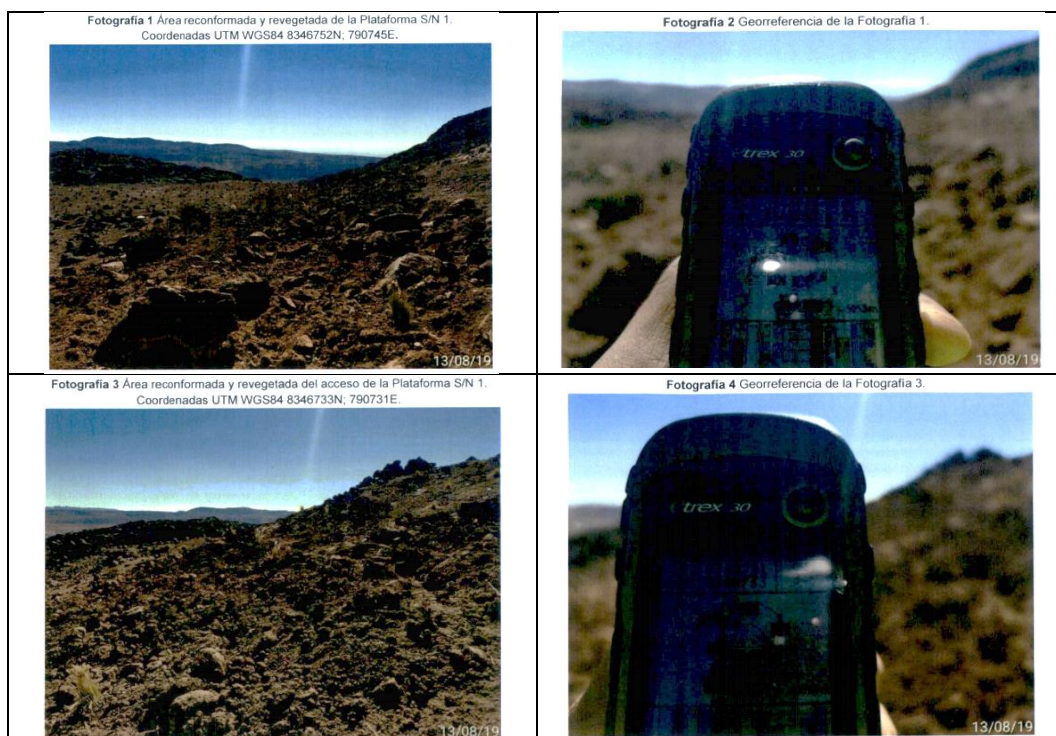 Fotografía 1 Área reconformada y revegetada de la Plataforma S/N 1.
Coordenadas UTM WGS84 8346752N; 790745E.
13/08/19
Fotografía 2 Georreferencia de la Fotografía 1.
etrex 30
13/08/19
Fotografía 3 Área reconformada y revegetada del acceso de la Plataforma S/N 1.
Coordenadas UTM WGS84 8346733N; 790731E.
13/08/19
Fotografía 4 Georreferencia de la Fotografía 3.
etrex 30
13/08/19